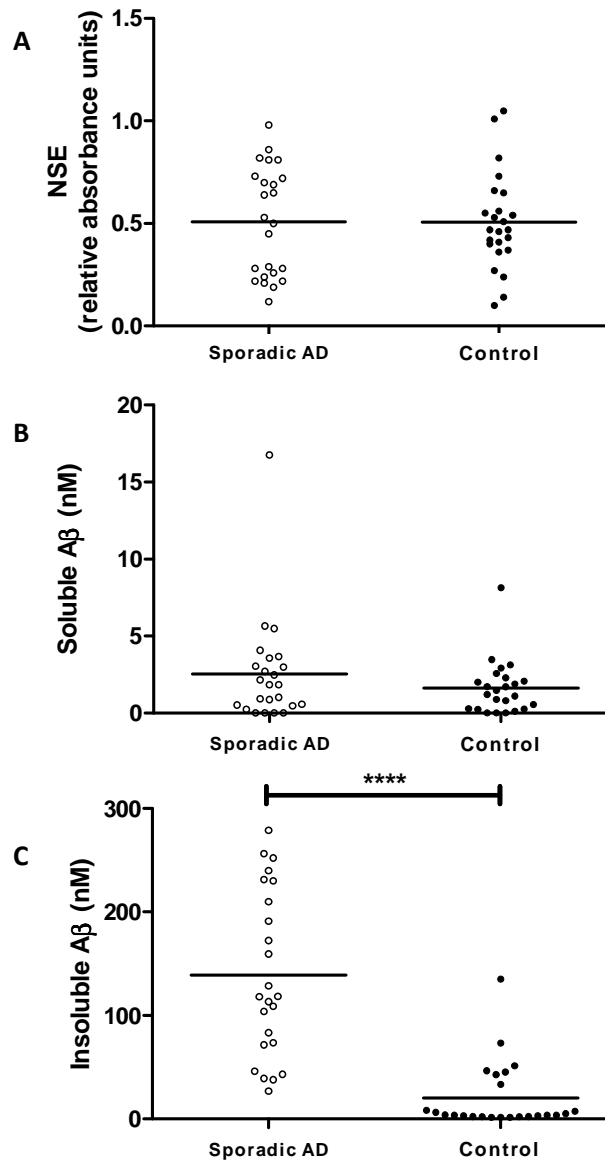 A
NSE
(relative absorbance units)
1.5
1.0
0.5
0.0
Sporadic AD
Control
B
Soluble Aβ (nM)
20
15
10
5
0
Sporadic AD
Control
****
C
Insoluble Aβ (nM)
300
200
100
0
Sporadic AD
Control